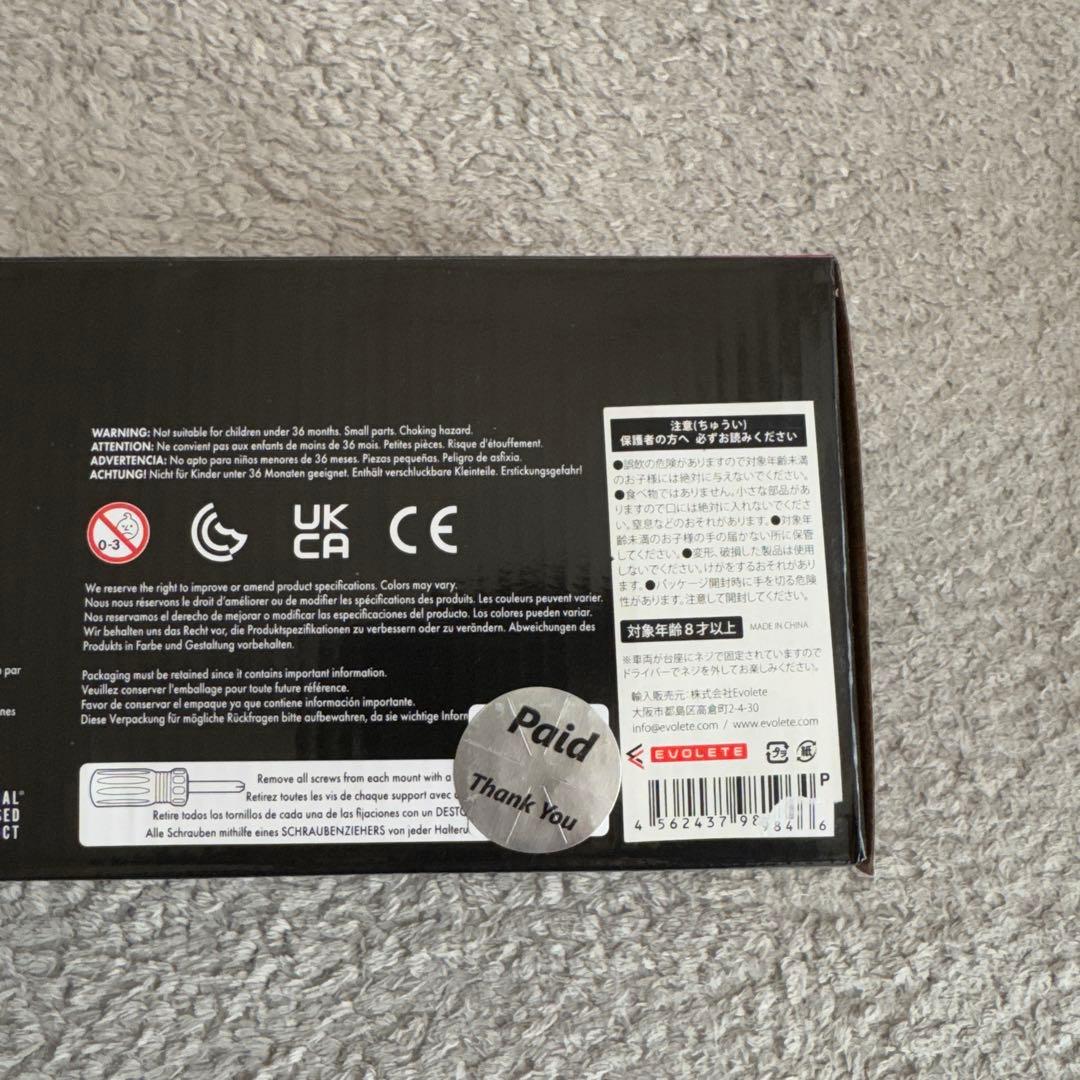 WARNING: Not suitable for children under 36 months. Small parts. Choking hazard.
ATTENTION: Ne convient pas aux enfants de moins de 36 mois. Petites pièces. Risque d'étouffement.
ADVERTENCIA: No apto para niños menores de 36 meses. Piezas pequeñas. Peligro de asfixia.
ACHTUNG! Nicht für Kinder unter 36 Monaten geeignet. Enthält verschluckbare Kleinteile. Erstickungsgefahr!
0-3
UK
CA
CE
We reserve the right to improve or amend product specifications. Colors may vary.
Nous nous réservons le droit d'améliorer ou de modifier les spécifications des produits. Les couleurs peuvent varier.
Nos reservamos el derecho de mejorar o modificar las especificaciones del producto. Los colores pueden variar.
Wir behalten uns das Recht vor, die Produktspezifikationen zu verbessern oder zu verändern. Abweichungen des
Produkts in Farbe und Gestaltung vorbehalten.
Packaging must be retained since it contains important information.
Veuillez conserver l'emballage pour toute future référence.
Favor de conservar el empaque ya que contiene información importante.
Diese Verpackung für mögliche Rückfragen bitte aufbewahren, da sie wichtige Inform
par
nes
AL®
SED
CT
Remove all screws from each mount with a
Retirez toutes les vis de chaque support avec
Retire todos los tornillos de cada una de las fijaciones con un DESTO
Alle Schrauben mithilfe eines SCHRAUBENZIEHERS von jeder Halteru
Paid
Thank You
注意(ちゅうい)
保護者の方へ 必ずお読みください
●誤飲の危険がありますので対象年齢未満
のお子様には絶対に与えないでください。
●食べ物ではありません。小さな部品があ
りますので口には絶対に入れないでくださ
い。窒息などのおそれがあります。●対象年
齢未満のお子様の手の届かない所に保管
してください。●変形、破損した製品は使用
しないでください。けがをするおそれがあり
ます。●パッケージ開封時に手を切る危険
性があります。注意して開封してください。
対象年齢8才以上 MADE IN CHINA
※車両が台座にネジで固定されていますので
ドライバーでネジを外してお楽しみください。
輸入販売元：株式会社Evolete
大阪市都島区高倉町2-4-30
info@evolete.com / www.evolete.com
EVOLETE
プラ 紙
P
4 562437 98 984 6